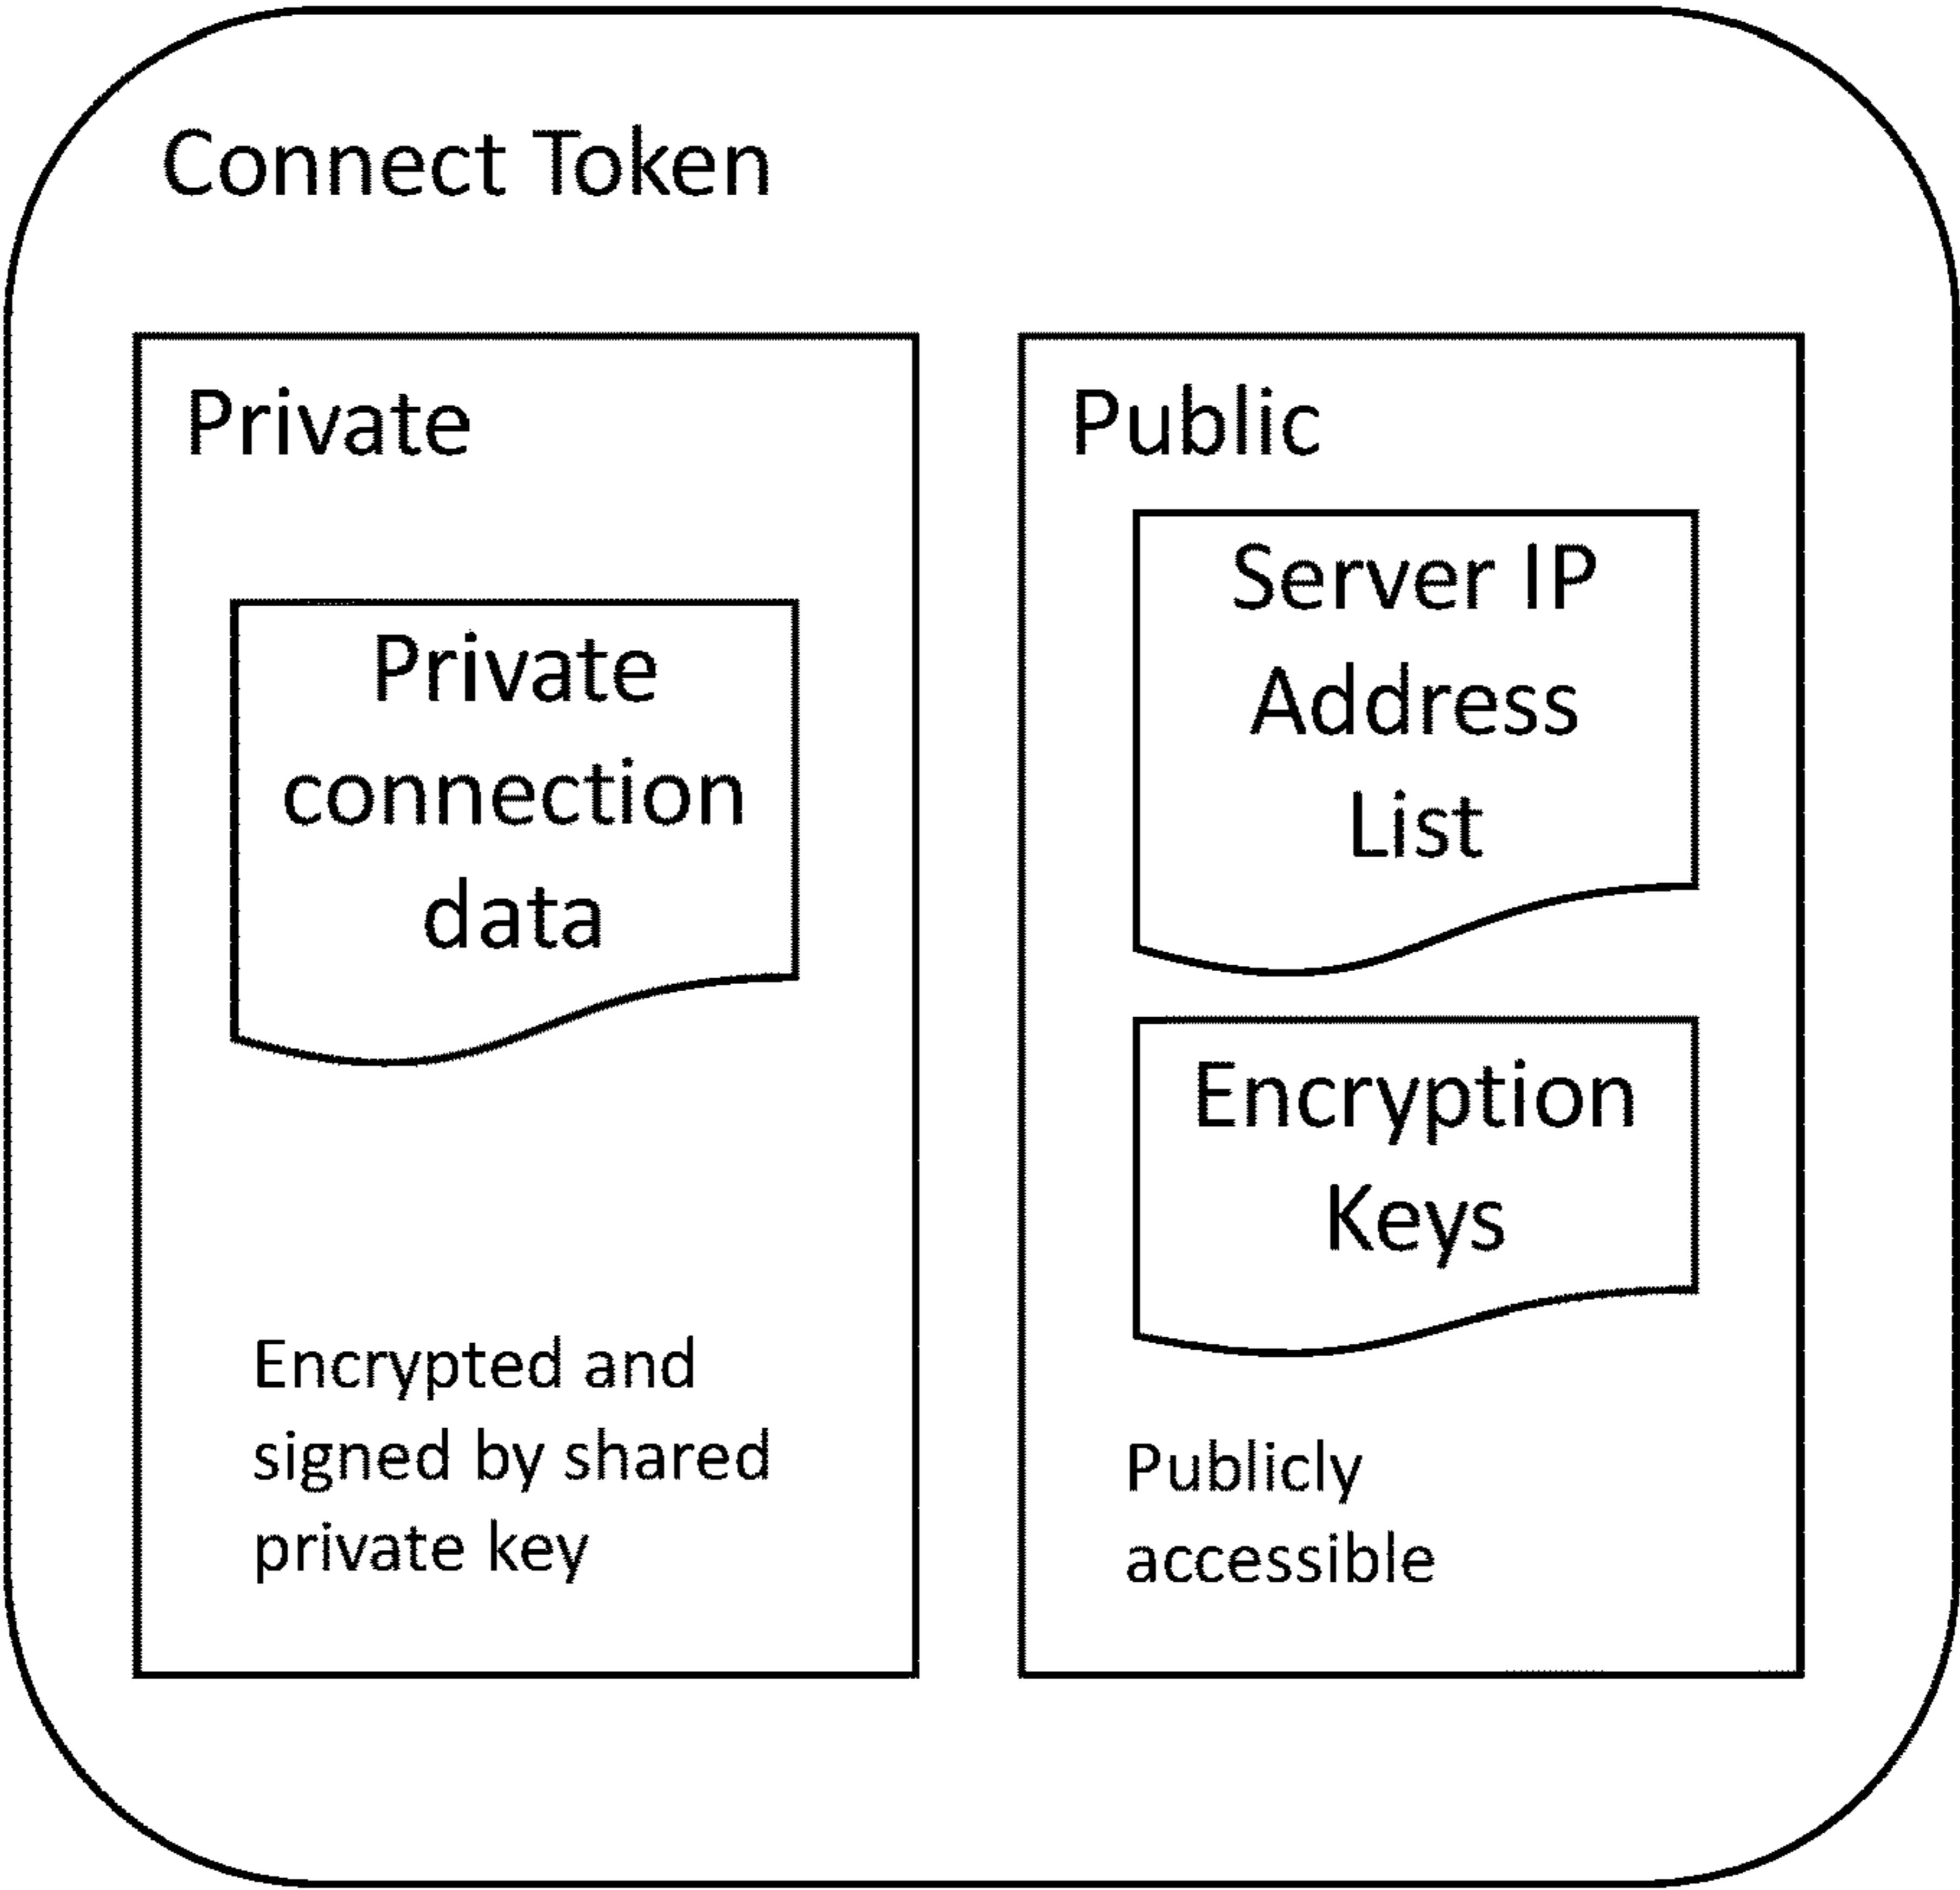 Connect Token
Private
Private
connection
data
Encrypted and
signed by shared
private key
Public
Server IP
Address
List
Encryption
Keys
Publicly
accessible